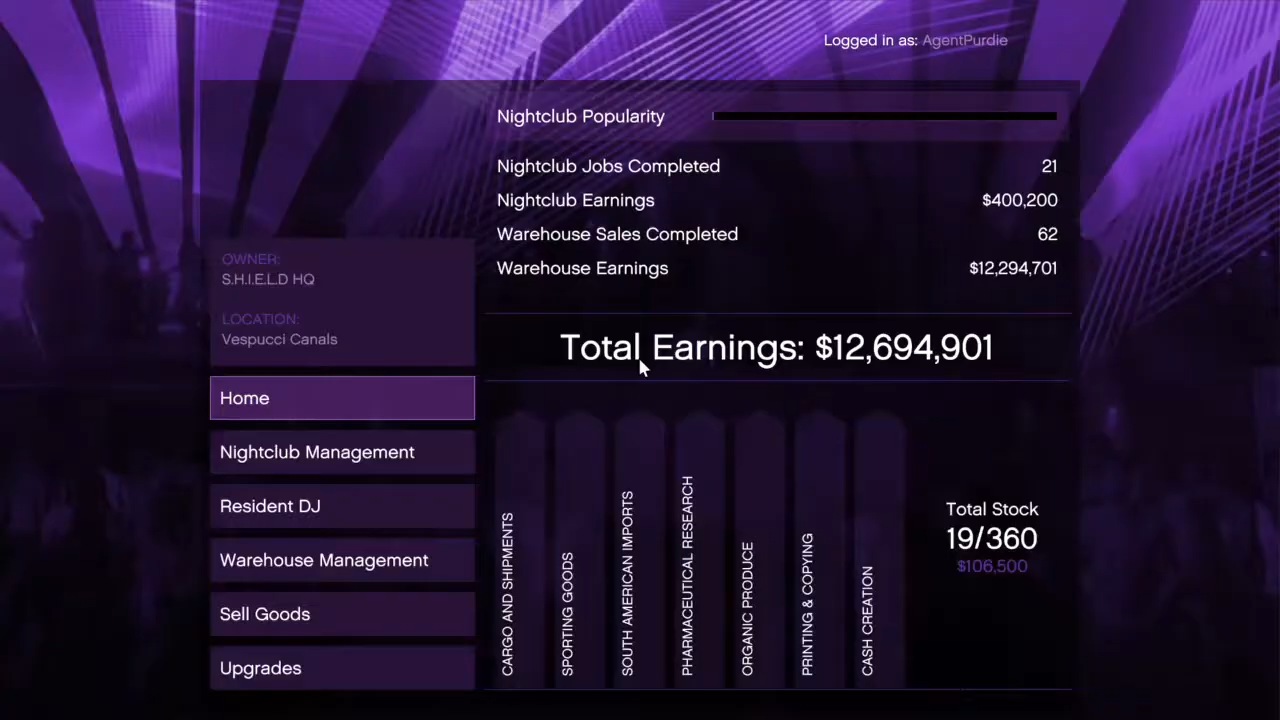 Logged in as: AgentPurdie
Nightclub Popularity
Nightclub Jobs Completed 21
Nightclub Earnings $400,200
Warehouse Sales Completed 62
Warehouse Earnings $12,294,701
OWNER:
S.H.I.E.L.D HQ
LOCATION:
Vespucci Canals
Total Earnings: $12,694,901
Home
Nightclub Management
Resident DJ
Warehouse Management
Sell Goods
Upgrades
CARGO AND SHIPMENTS
SPORTING GOODS
SOUTH AMERICAN IMPORTS
PHARMACEUTICAL RESEARCH
ORGANIC PRODUCE
PRINTING & COPYING
CASH CREATION
Total Stock
19/360
$106,500